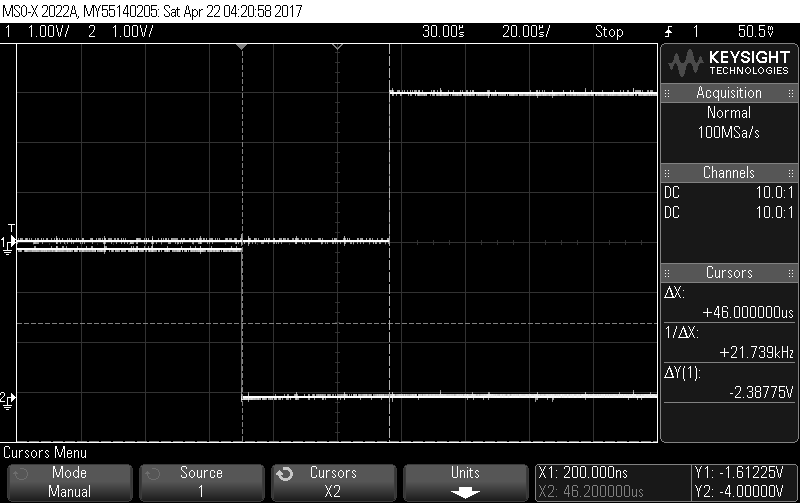 MSO-X 2022A, MY55140205: Sat Apr 22 04:20:58 2017
1 1.00V/ 2 1.00V/ 30.00s 20.00s/ Stop 1 50.5
KEYSIGHT
TECHNOLOGIES
Acquisition
Normal
100MSa/s
Channels
DC 10.0:1
DC 10.0:1
Cursors
ΔX:
+46.000000us
1/ΔX:
+21.739kHz
ΔY(1):
-2.38775V
T
1
2
Cursors Menu
Mode
Manual
Source
1
Cursors
X2
Units
X1: 200.000ns
X2: 46.200000us
Y1: -1.61225V
Y2: -4.00000V